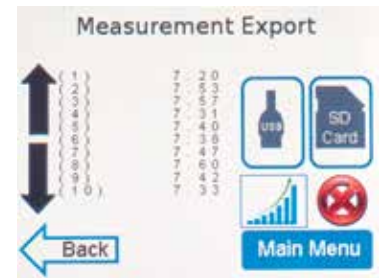 Measurement Export
(1) 7.20
(2) 7.53
(3) 7.57
(4) 7.31
(5) 7.40
(6) 7.38
(7) 7.47
(8) 7.60
(9) 7.42
(10) 7.33
USB
SD
Card
Back
Main Menu